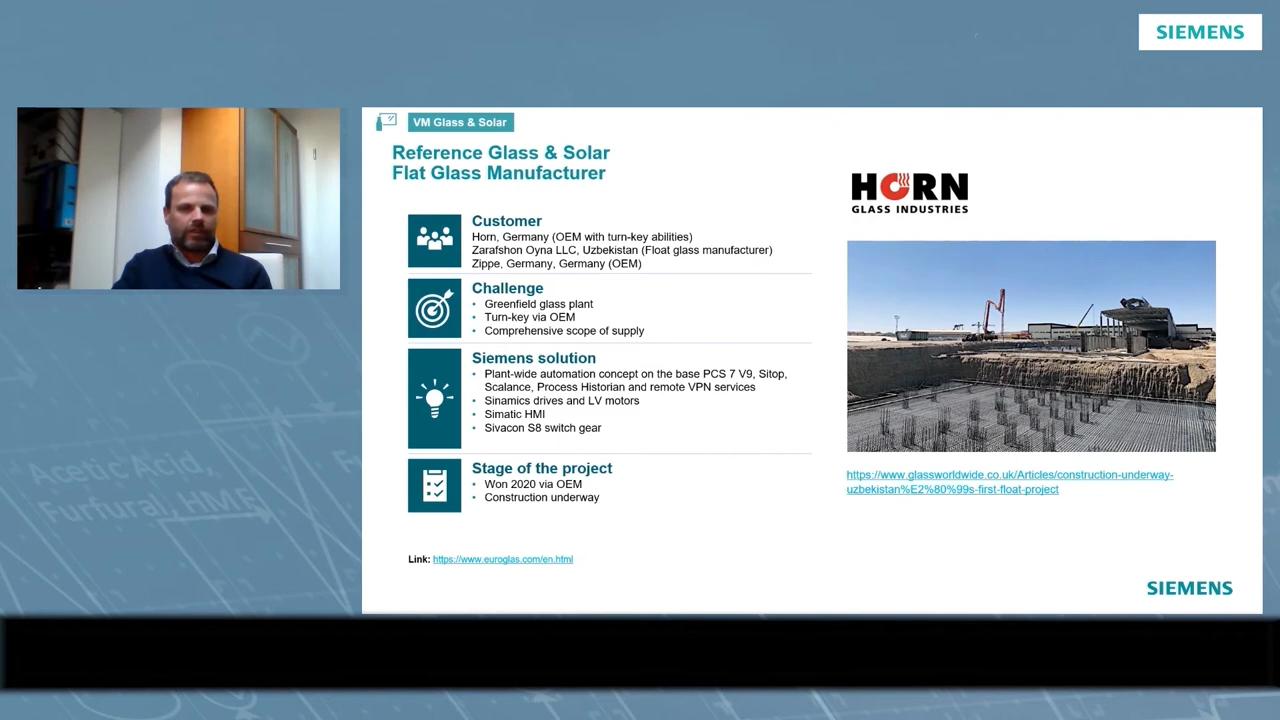 SIEMENS
VM Glass & Solar
Reference Glass & Solar
Flat Glass Manufacturer
HORN
GLASS INDUSTRIES
Customer
Horn, Germany (OEM with turn-key abilities)
Zarafshon Oyna LLC, Uzbekistan (Float glass manufacturer)
Zippe, Germany, Germany (OEM)
Challenge
• Greenfield glass plant
• Turn-key via OEM
• Comprehensive scope of supply
Siemens solution
• Plant-wide automation concept on the base PCS 7 V9, Sitop,
Scalance, Process Historian and remote VPN services
• Sinamics drives and LV motors
• Simatic HMI
• Sivacon S8 switch gear
Stage of the project
• Won 2020 via OEM
• Construction underway
https://www.glassworldwide.co.uk/Articles/construction-underway-
uzbekistan%E2%80%99s-first-float-project
Link: https://www.euroglas.com/en.html
SIEMENS
Acetic A
Furfura